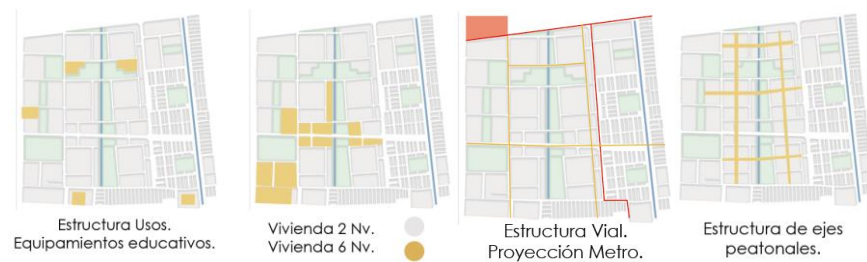 Estructura Usos.
Equipamientos educativos.
Vivienda 2 Nv.
Vivienda 6 Nv.
Estructura Vial.
Proyección Metro.
Estructura de ejes
peatonales.